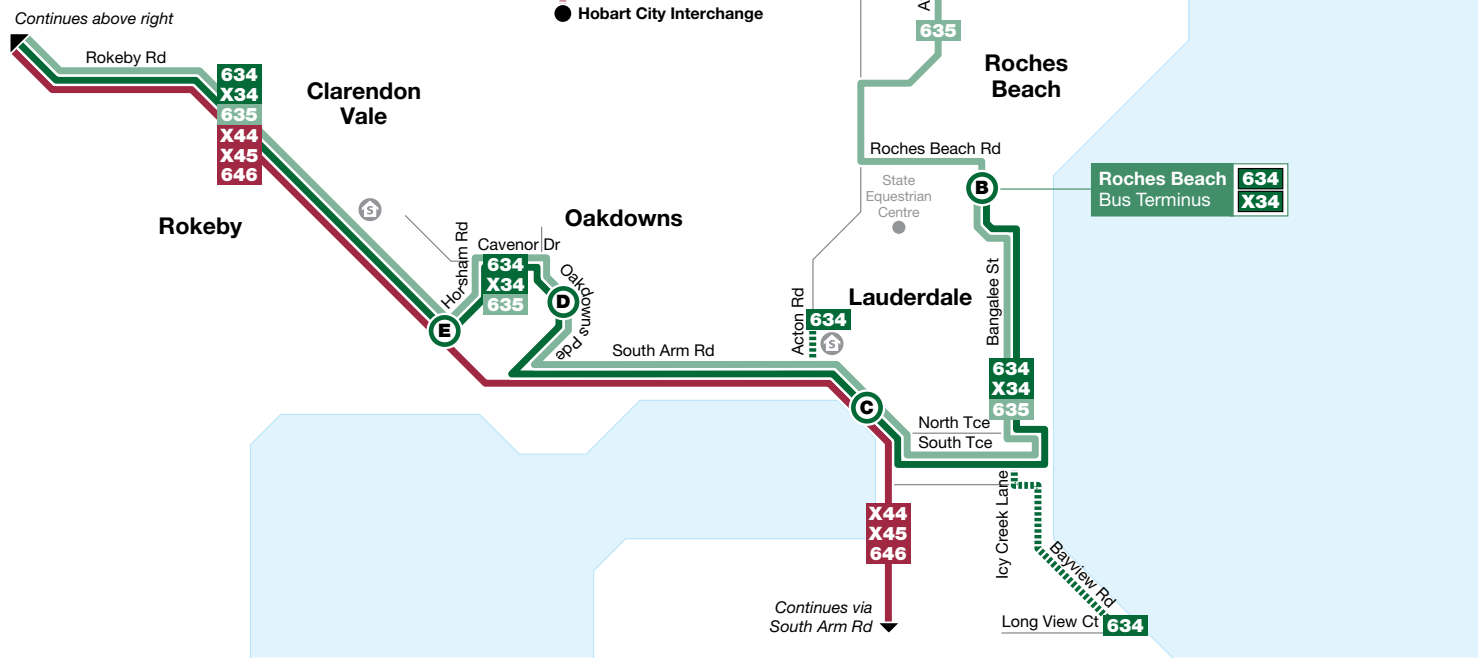 Continues above right
Hobart City Interchange
A
635
Rokeby Rd
634
X34
635
X44
X45
646
Clarendon
Vale
Roches
Beach
Roches Beach Rd
State
Equestrian
Centre
B
Roches Beach
Bus Terminus
634
X34
S
Rokeby
Oakdowns
Horsham Rd
Cavenor Dr
634
X34
635
Oakdowns Pde
D
E
Lauderdale
Acton Rd
634
S
Bangalee St
South Arm Rd
634
X34
635
C
North Tce
South Tce
Icy Creek Lane
X44
X45
646
Bayview Rd
Continues via
South Arm Rd
Long View Ct
634